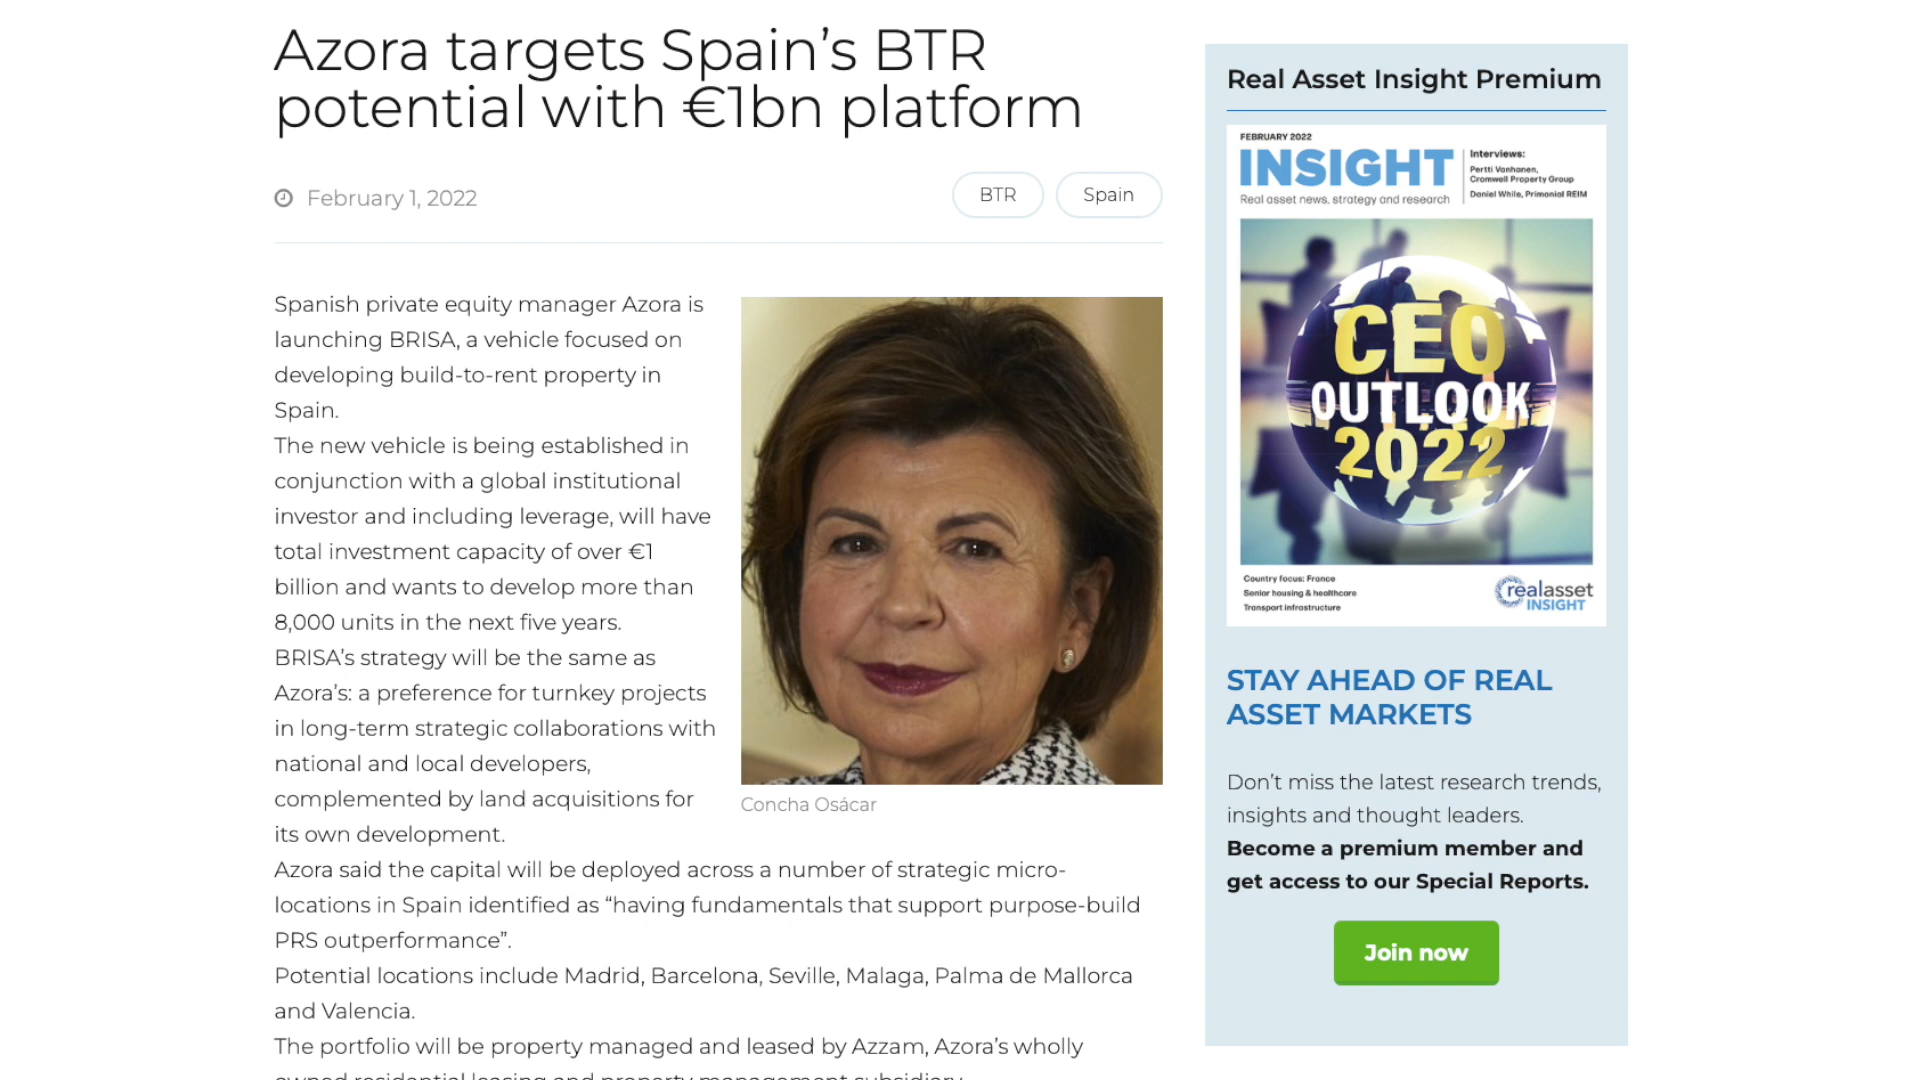 Azora targets Spain’s BTR
potential with €1bn platform
February 1, 2022
BTR
Spain
Spanish private equity manager Azora is
launching BRISA, a vehicle focused on
developing build-to-rent property in
Spain.
The new vehicle is being established in
conjunction with a global institutional
investor and including leverage, will have
total investment capacity of over €1
billion and wants to develop more than
8,000 units in the next five years.
BRISA’s strategy will be the same as
Azora’s: a preference for turnkey projects
in long-term strategic collaborations with
national and local developers,
complemented by land acquisitions for
its own development.
Concha Osácar
Azora said the capital will be deployed across a number of strategic micro-
locations in Spain identified as “having fundamentals that support purpose-build
PRS outperformance”.
Potential locations include Madrid, Barcelona, Seville, Malaga, Palma de Mallorca
and Valencia.
The portfolio will be property managed and leased by Azzam, Azora’s wholly
owned residential leasing and property management subsidiary.
Real Asset Insight Premium
FEBRUARY 2022
INSIGHT
Real asset news, strategy and research
Interviews:
Pertti Vanhanen,
Cromwell Property Group
Daniel While, Primonial REIM
CEO
OUTLOOK
2022
Country focus: France
Senior housing & healthcare
Transport infrastructure
realasset
INSIGHT
STAY AHEAD OF REAL
ASSET MARKETS
Don’t miss the latest research trends,
insights and thought leaders.
Become a premium member and
get access to our Special Reports.
Join now